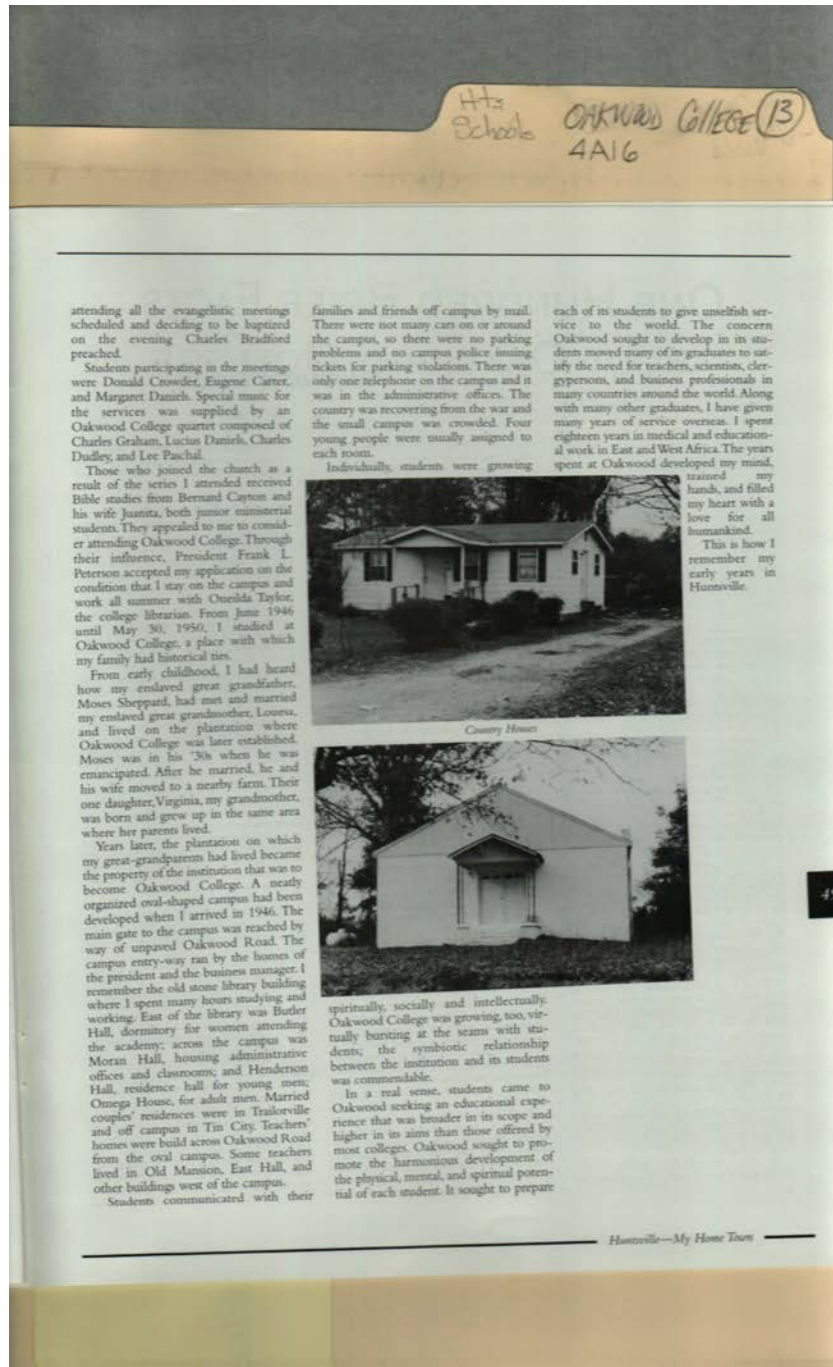 Hts
Schools
OAKWOOD COllEGE 13
4A16
attending all the evangelistic meetings
scheduled and deciding to be baptized
on the evening Charles Bradford
preached.
Students participating in the meetings
were Donald Crowder, Eugene Carter,
and Margaret Daniels. Special music for
the services was supplied by an
Oakwood College quartet composed of
Charles Graham, Lucius Daniels, Charles
Dudley, and Lee Paschal.
Those who joined the church as a
result of the series I attended received
Bible studies from Bernard Cayton and
his wife Juanita, both junior ministerial
students. They appealed to me to consid-
er attending Oakwood College. Through
their influence, President Frank L.
Peterson accepted my application on the
condition that I stay on the campus and
work all summer with Oneilda Taylor,
the college librarian. From June 1946
until May 30, 1950, I studied at
Oakwood College, a place with which
my family had historical ties.
From early childhood, I had heard
how my enslaved great grandfather,
Moses Sheppard, had met and married
my enslaved great grandmother, Louesa,
and lived on the plantation where
Oakwood College was later established.
Moses was in his '30s when he was
emancipated. After he married, he and
his wife moved to a nearby farm. Their
one daughter, Virginia, my grandmother,
was born and grew up in the same area
where her parents lived.
Years later, the plantation on which
my great-grandparents had lived became
the property of the institution that was to
become Oakwood College. A neatly
organized oval-shaped campus had been
developed when I arrived in 1946. The
main gate to the campus was reached by
way of unpaved Oakwood Road. The
campus entry-way ran by the homes of
the president and the business manager. I
remember the old stone library building
where I spent many hours studying and
working. East of the library was Butler
Hall, dormitory for women attending
the academy; across the campus was
Moran Hall, housing administrative
offices and classrooms; and Henderson
Hall, residence hall for young men;
Omega House, for adult men. Married
couples' residences were in Trailorville
and off campus in Tin City. Teachers'
homes were build across Oakwood Road
from the oval campus. Some teachers
lived in Old Mansion, East Hall, and
other buildings west of the campus.
Students communicated with their
families and friends off campus by mail.
There were not many cars on or around
the campus, so there were no parking
problems and no campus police issuing
tickets for parking violations. There was
only one telephone on the campus and it
was in the administrative offices. The
country was recovering from the war and
the small campus was crowded. Four
young people were usually assigned to
each room.
Individually, students were growing
Country Houses
spiritually, socially and intellectually.
Oakwood College was growing, too, vir-
tually bursting at the seams with stu-
dents; the symbiotic relationship
between the institution and its students
was commendable.
In a real sense, students came to
Oakwood seeking an educational expe-
rience that was broader in its scope and
higher in its aims than those offered by
most colleges. Oakwood sought to pro-
mote the harmonious development of
the physical, mental, and spiritual poten-
tial of each student. It sought to prepare
each of its students to give unselfish ser-
vice to the world. The concern
Oakwood sought to develop in its stu-
dents moved many of its graduates to sat-
isfy the need for teachers, scientists, cler-
gypersons, and business professionals in
many countries around the world. Along
with many other graduates, I have given
many years of service overseas. I spent
eighteen years in medical and education-
al work in East and West Africa. The years
spent at Oakwood developed my mind,
trained my
hands, and filled
my heart with a
love for all
humankind.
This is how I
remember my
early years in
Huntsville.
Huntsville—My Home Town